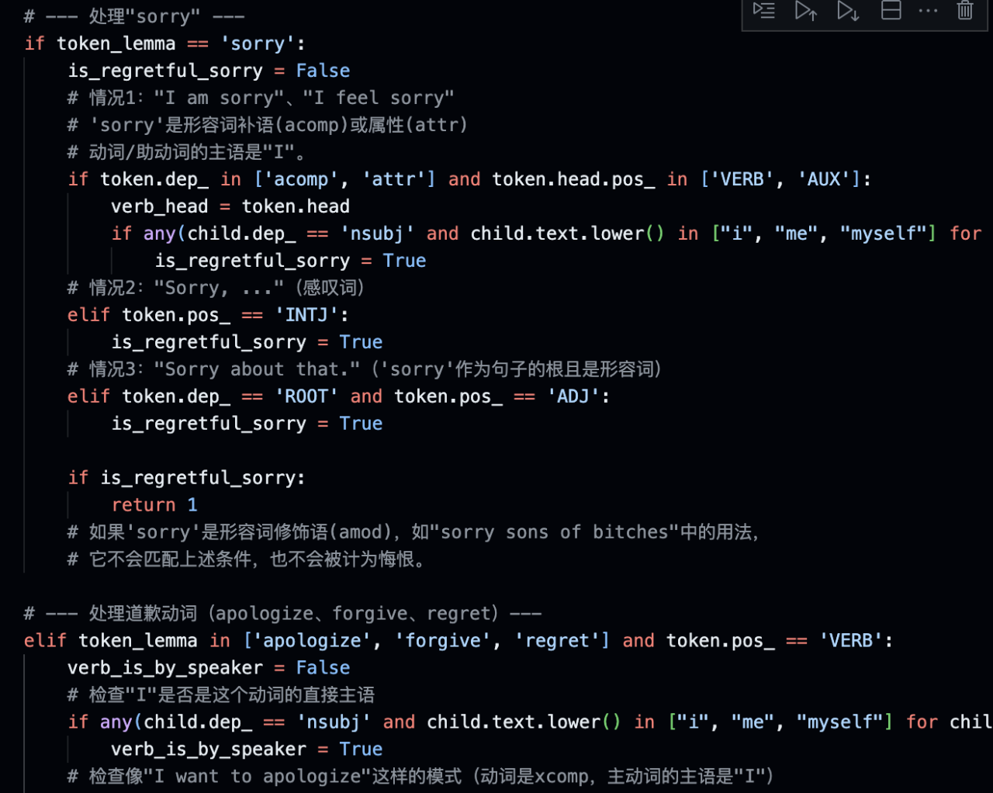 # --- 处理"sorry" ---
if token_lemma == 'sorry':
is_regretful_sorry = False
# 情况1："I am sorry"、"I feel sorry"
# 'sorry'是形容词补语(acomp)或属性(attr)
# 动词/助动词的主语是"I"。
if token.dep_ in ['acomp', 'attr'] and token.head.pos_ in ['VERB', 'AUX']:
verb_head = token.head
if any(child.dep_ == 'nsubj' and child.text.lower() in ["i", "me", "myself"] for
is_regretful_sorry = True
# 情况2："Sorry, ..."（感叹词）
elif token.pos_ == 'INTJ':
is_regretful_sorry = True
# 情况3："Sorry about that."（'sorry'作为句子的根且是形容词）
elif token.dep_ == 'ROOT' and token.pos_ == 'ADJ':
is_regretful_sorry = True
if is_regretful_sorry:
return 1
# 如果'sorry'是形容词修饰语(amod)，如"sorry sons of bitches"中的用法，
# 它不会匹配上述条件，也不会被计为悔恨。
# --- 处理道歉动词（apologize、forgive、regret）---
elif token_lemma in ['apologize', 'forgive', 'regret'] and token.pos_ == 'VERB':
verb_is_by_speaker = False
# 检查"I"是否是这个动词的直接主语
if any(child.dep_ == 'nsubj' and child.text.lower() in ["i", "me", "myself"] for chil
verb_is_by_speaker = True
# 检查像"I want to apologize"这样的模式（动词是xcomp，主动词的主语是"I"）